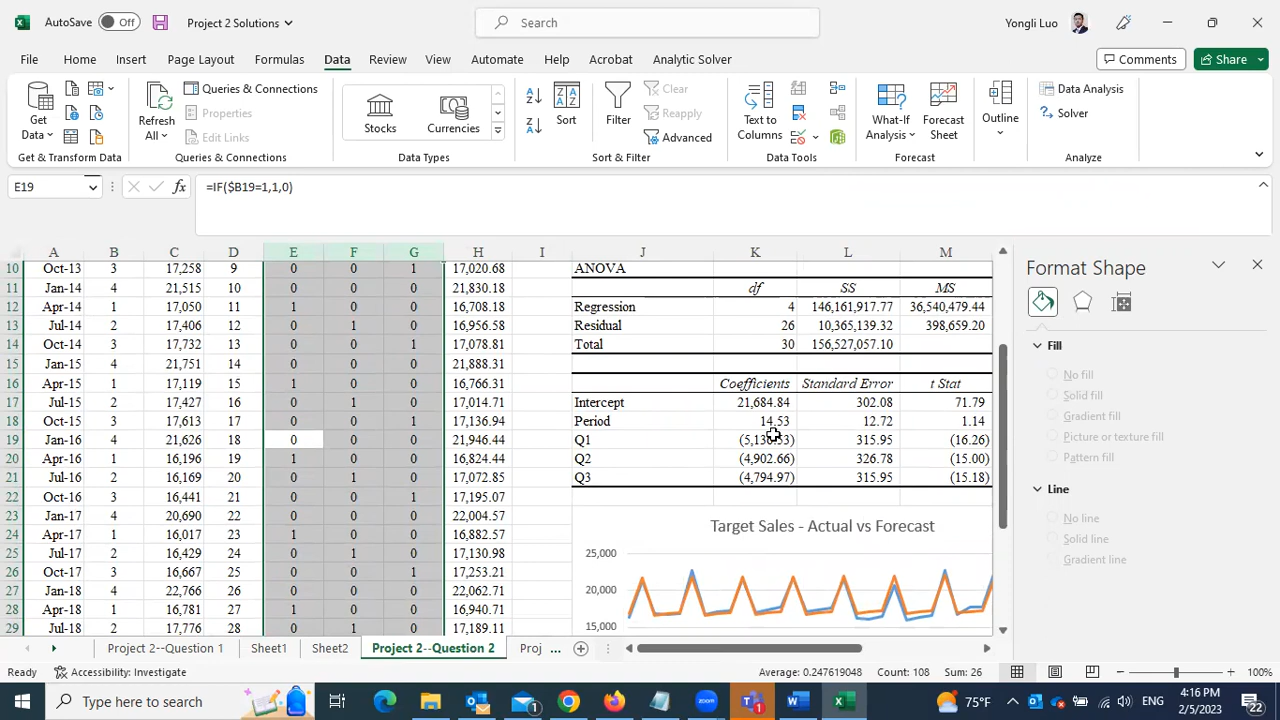 AutoSave Off Project 2 Solutions Search Yongli Luo
File Home Insert Page Layout Formulas Data Review View Automate Help Acrobat Analytic Solver Comments Share
Get Data Refresh All Queries & Connections Properties Edit Links Stocks Currencies Sort Filter Clear Reapply Advanced Text to Columns What-If Analysis Forecast Sheet Outline Data Analysis Solver
Get & Transform Data Queries & Connections Data Types Sort & Filter Data Tools Forecast Analyze
E19 fx =IF($B19=1,1,0)
A B C D E F G H I J K L M
10 Oct-13 3 17,258 9 0 0 1 17,020.68 ANOVA
11 Jan-14 4 21,515 10 0 0 0 21,830.18 df SS MS
12 Apr-14 1 17,050 11 1 0 0 16,708.18 Regression 4 146,161,917.77 36,540,479.44
13 Jul-14 2 17,406 12 0 1 0 16,956.58 Residual 26 10,365,139.32 398,659.20
14 Oct-14 3 17,732 13 0 0 1 17,078.81 Total 30 156,527,057.10
15 Jan-15 4 21,751 14 0 0 0 21,888.31
16 Apr-15 1 17,119 15 1 0 0 16,766.31 Coefficients Standard Error t Stat
17 Jul-15 2 17,427 16 0 1 0 17,014.71 Intercept 21,684.84 302.08 71.79
18 Oct-15 3 17,613 17 0 0 1 17,136.94 Period 14.53 12.72 1.14
19 Jan-16 4 21,626 18 0 0 0 21,946.44 Q1 315.95 (16.26)
20 Apr-16 1 16,196 19 1 0 0 16,824.44 Q2 (4,902.66) 326.78 (15.00)
21 Jul-16 2 16,169 20 0 1 0 17,072.85 Q3 (4,794.97) 315.95 (15.18)
22 Oct-16 3 16,441 21 0 0 1 17,195.07
23 Jan-17 4 20,690 22 0 0 0 22,004.57
24 Apr-17 1 16,017 23 1 0 0 16,882.57
25 Jul-17 2 16,429 24 0 1 0 17,130.98
26 Oct-17 3 16,667 25 0 0 1 17,253.21
27 Jan-18 4 22,766 26 0 0 0 22,062.71
28 Apr-18 1 16,781 27 1 0 0 16,940.71
29 Jul-18 2 17,776 28 0 1 0 17,189.11
Target Sales - Actual vs Forecast
25,000
20,000
15,000
Format Shape
Fill
No fill
Solid fill
Gradient fill
Picture or texture fill
Pattern fill
Line
No line
Solid line
Gradient line
Project 2--Question 1 Sheet1 Sheet2 Project 2--Question 2 Proj ...
Ready Accessibility: Investigate Average: 0.247619048 Count: 108 Sum: 26 100%
Type here to search 1 zoom 1 75°F ENG 4:16 PM 2/5/2023 22